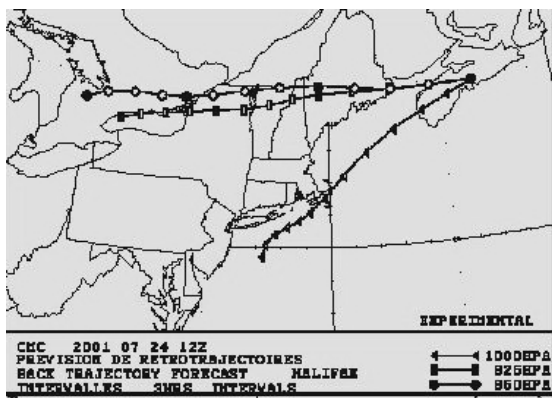 EXPERIMENTAL
CMC 2001 07 24 12Z
PREVISION DE RETROTRAJECTOIRES
BACK TRAJECTORY FORECAST HALIFAX
INTERVALLES 3HRS INTERVALS
1000HPA
925HPA
850HPA